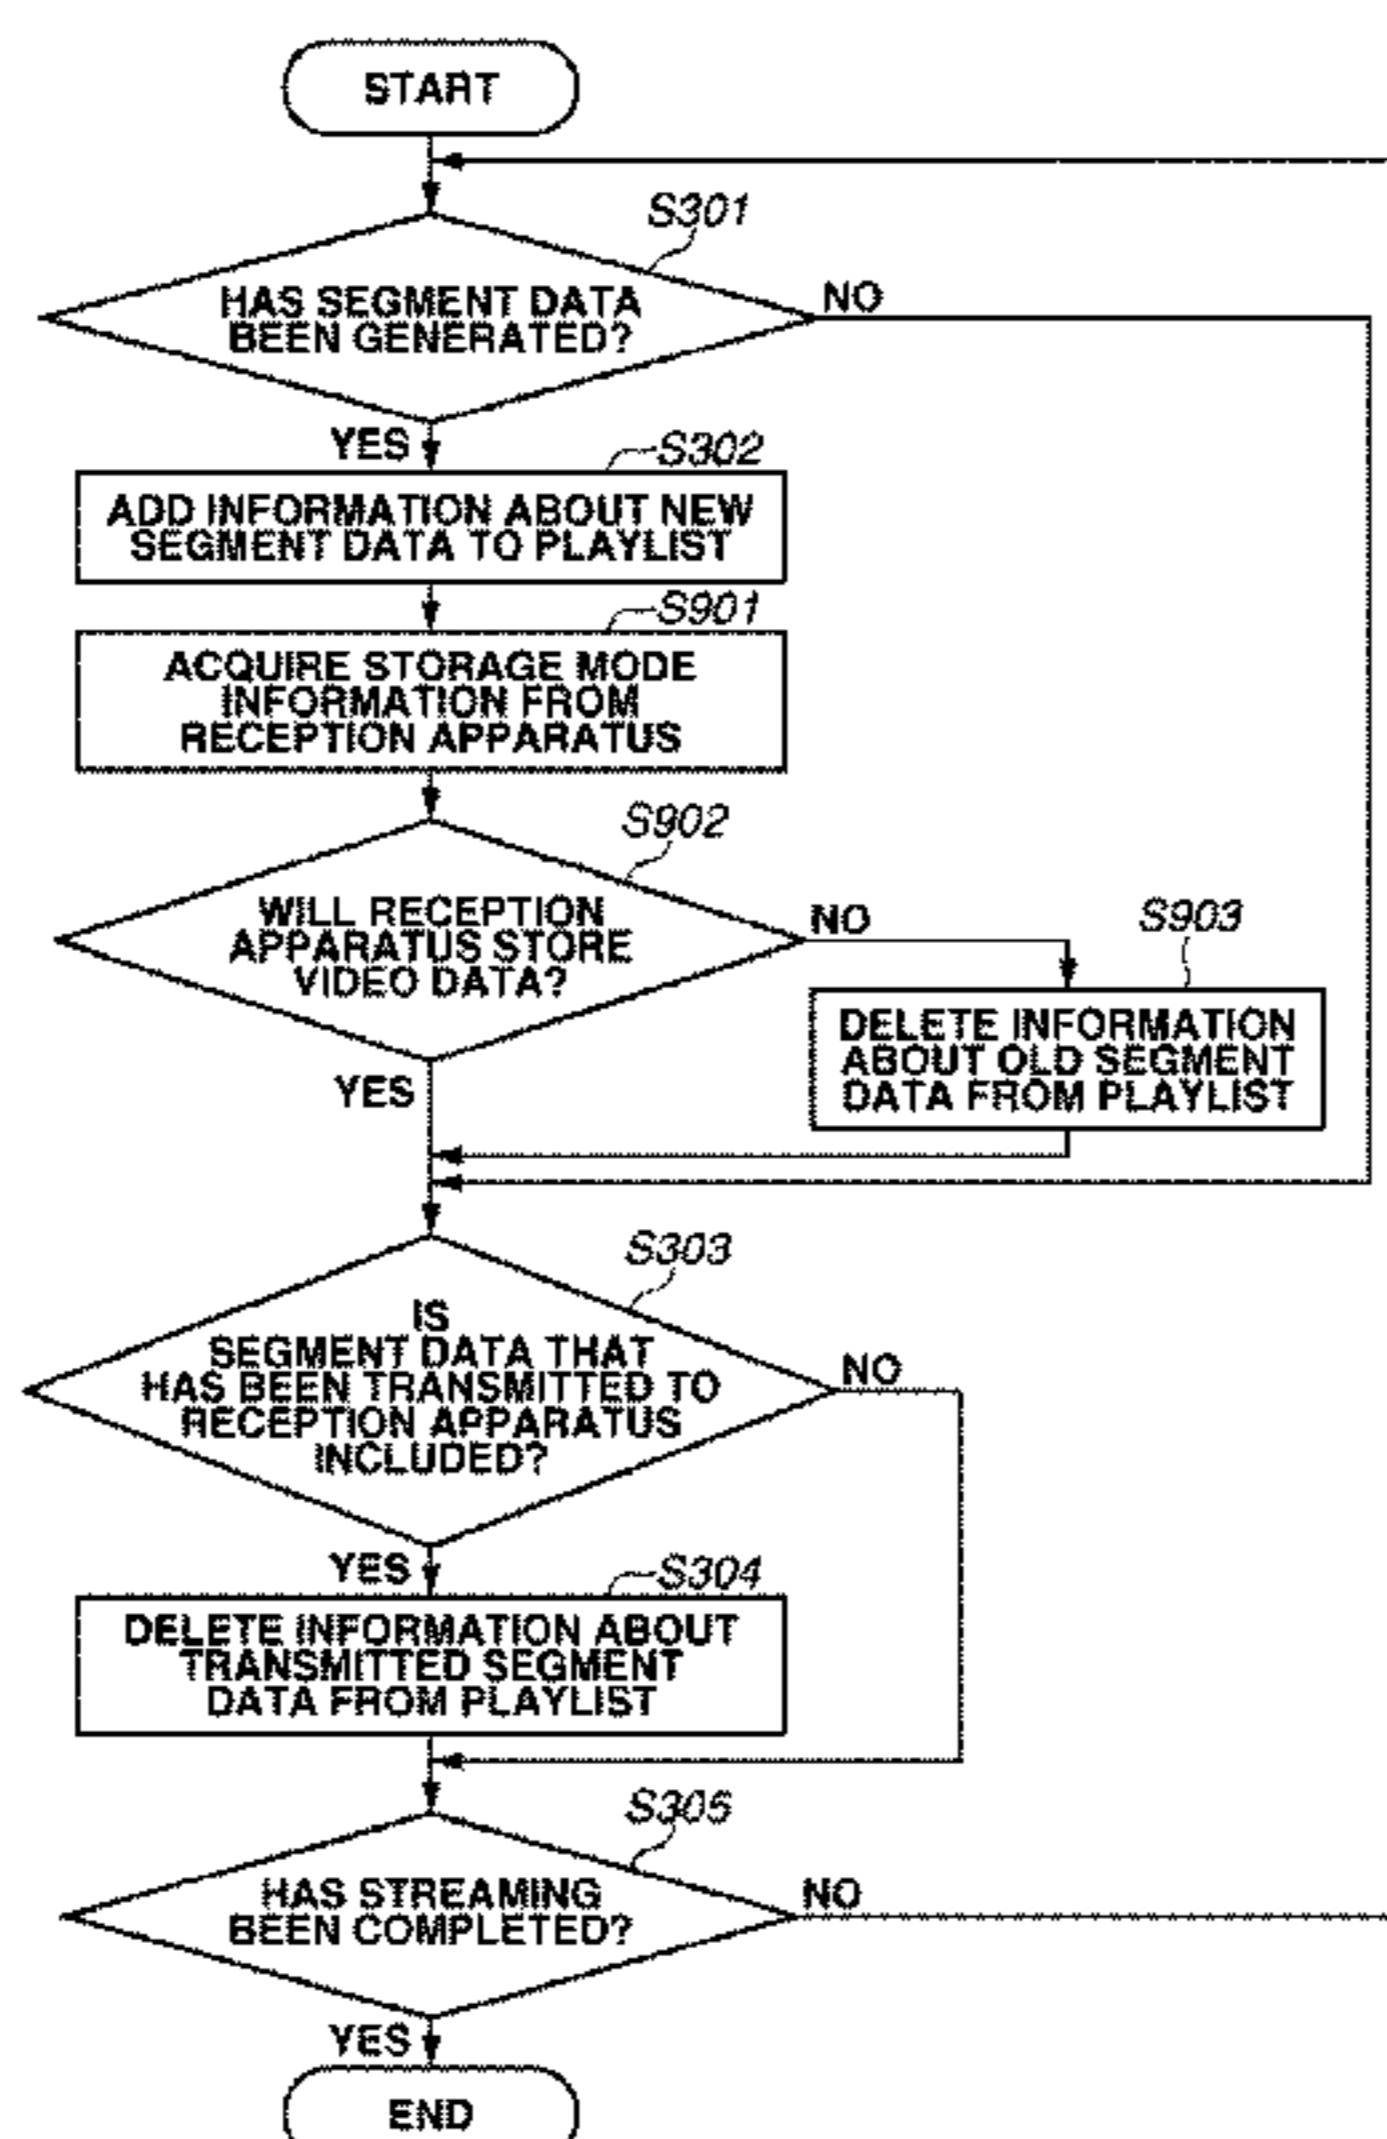 START
S301
HAS SEGMENT DATA
BEEN GENERATED?
NO
YES
S302
ADD INFORMATION ABOUT NEW
SEGMENT DATA TO PLAYLIST
S901
ACQUIRE STORAGE MODE
INFORMATION FROM
RECEPTION APPARATUS
S902
WILL RECEPTION
APPARATUS STORE
VIDEO DATA?
NO
S903
DELETE INFORMATION
ABOUT OLD SEGMENT
DATA FROM PLAYLIST
YES
S303
IS
SEGMENT DATA THAT
HAS BEEN TRANSMITTED TO
RECEPTION APPARATUS
INCLUDED?
NO
YES
S304
DELETE INFORMATION ABOUT
TRANSMITTED SEGMENT
DATA FROM PLAYLIST
S305
HAS STREAMING
BEEN COMPLETED?
NO
YES
END